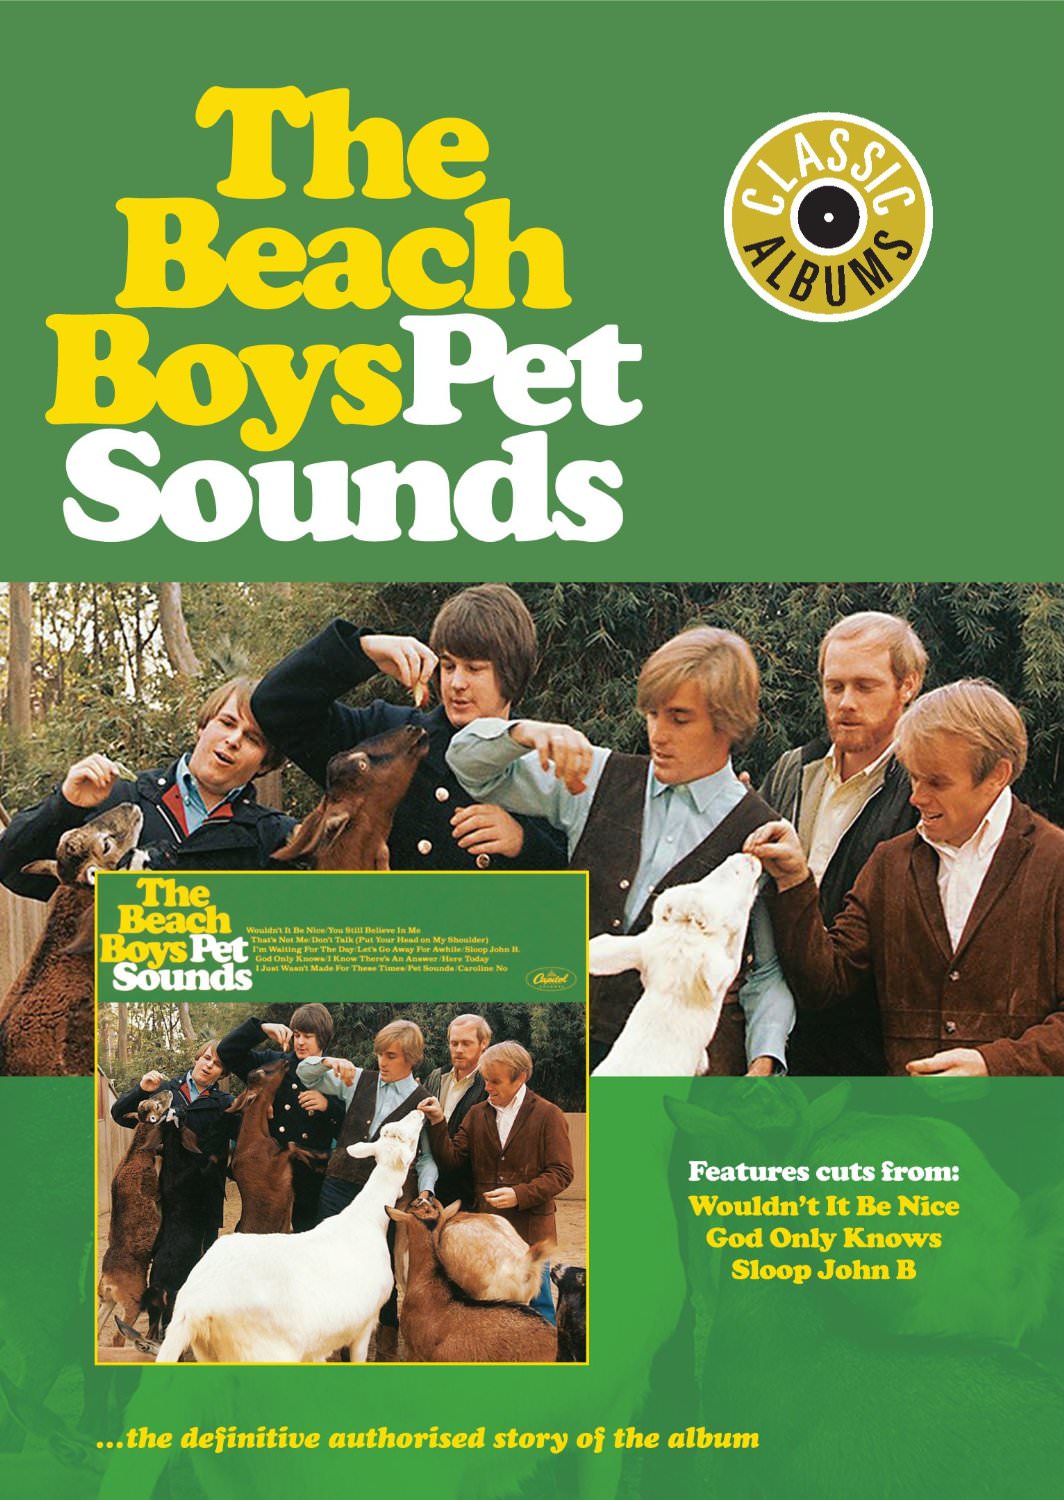 The
Beach
BoysPet
Sounds
CLASSIC
ALBUMS
The
Beach
BoysPet
Sounds
Wouldn't It Be Nice/You Still Believe In Me
That's Not Me/Don't Talk (Put Your Head on My Shoulder)
I'm Waiting For The Day/Let's Go Away For Awhile/Sloop John B.
God Only Knows/I Know There's An Answer/Here Today
I Just Wasn't Made For These Times/Pet Sounds/Caroline No
Capitol
Features cuts from:
Wouldn't It Be Nice
God Only Knows
Sloop John B
...the definitive authorised story of the album